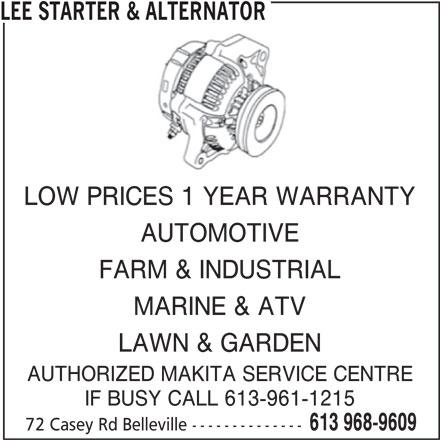 LEE STARTER & ALTERNATOR
LOW PRICES 1 YEAR WARRANTY
AUTOMOTIVE
FARM & INDUSTRIAL
MARINE & ATV
LAWN & GARDEN
AUTHORIZED MAKITA SERVICE CENTRE
IF BUSY CALL 613-961-1215
72 Casey Rd Belleville -------------- 613 968-9609